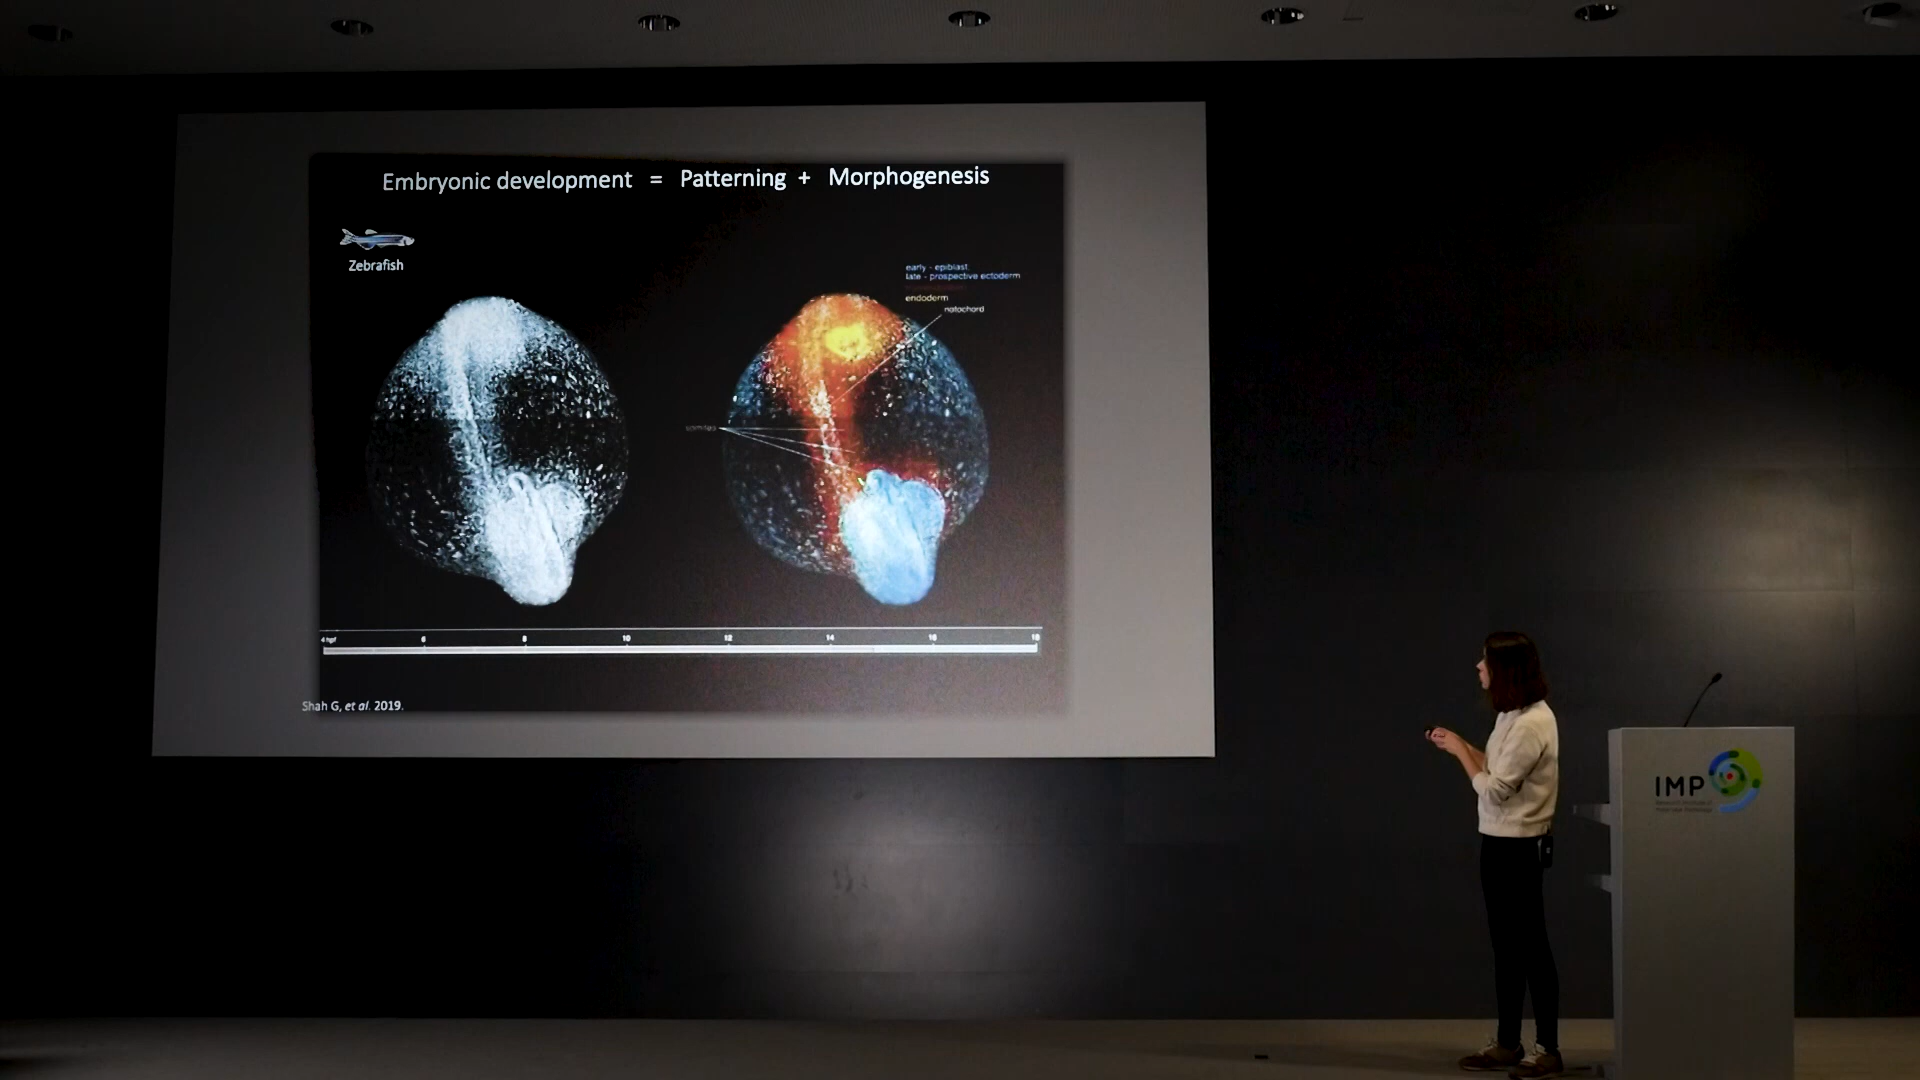 Embryonic development = Patterning + Morphogenesis
Zebrafish
early - epiblast,
late - prospective ectoderm
endoderm
notochord
somites
4 hpf 6 8 10 12 14 16 18
Shah G, et al. 2019.
IMP